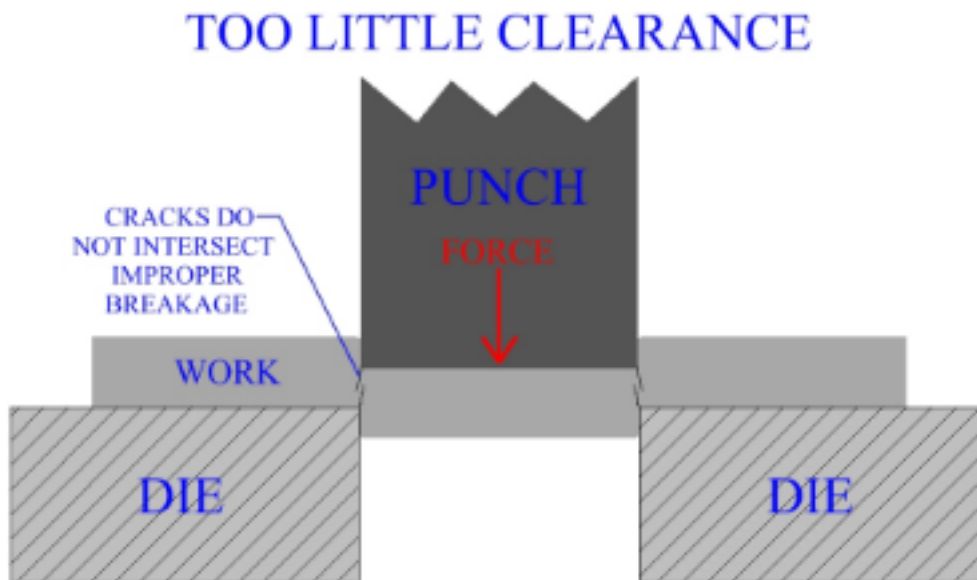 TOO LITTLE CLEARANCE
PUNCH
FORCE
CRACKS DO
NOT INTERSECT
IMPROPER
BREAKAGE
WORK
DIE
DIE